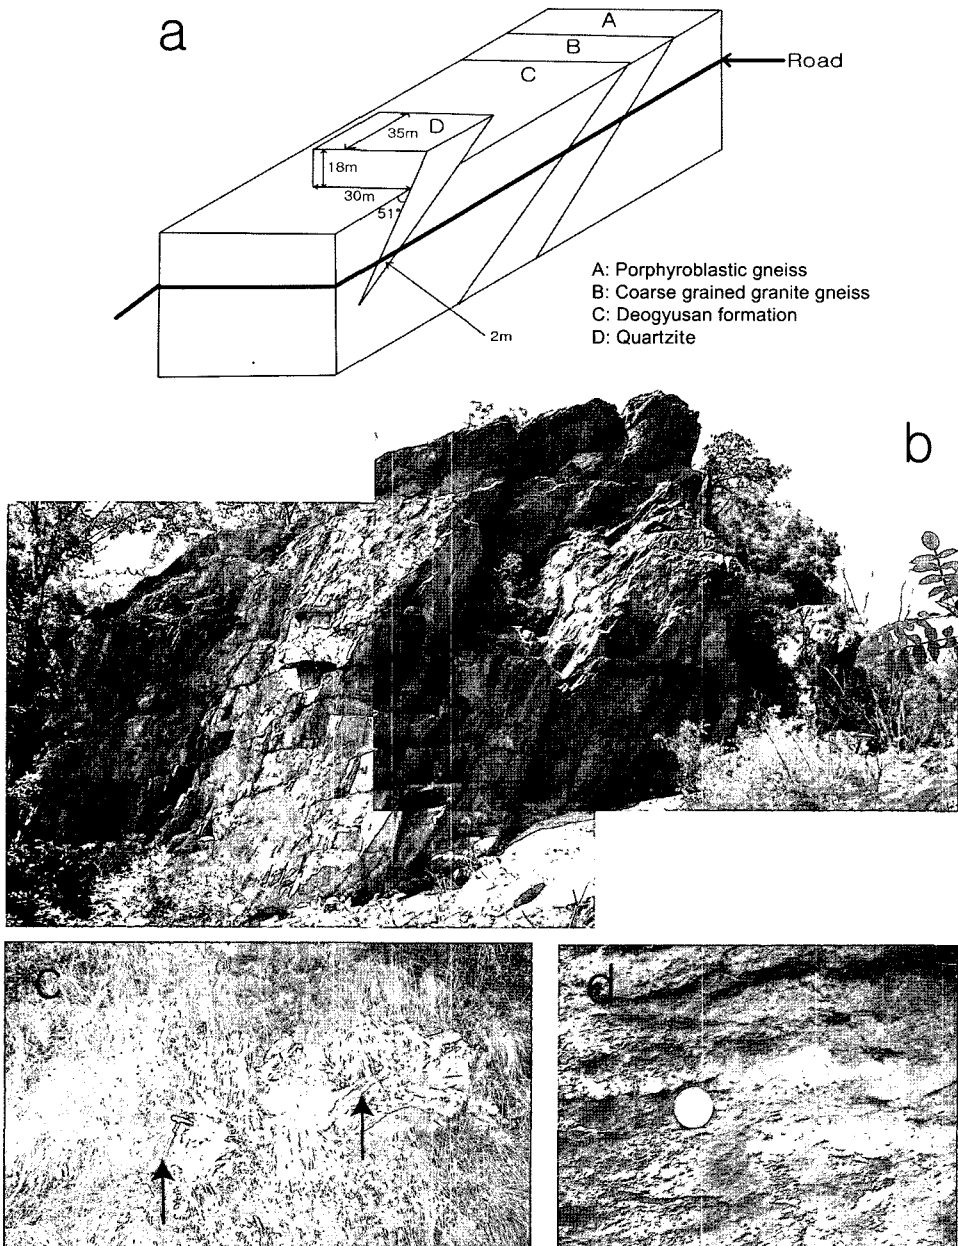 a
A
B
Road
C
D
35m
18m
30m
51°
A: Porphyroblastic gneiss
B: Coarse grained granite gneiss
C: Deogyusan formation
D: Quartzite
2m
b
c
d